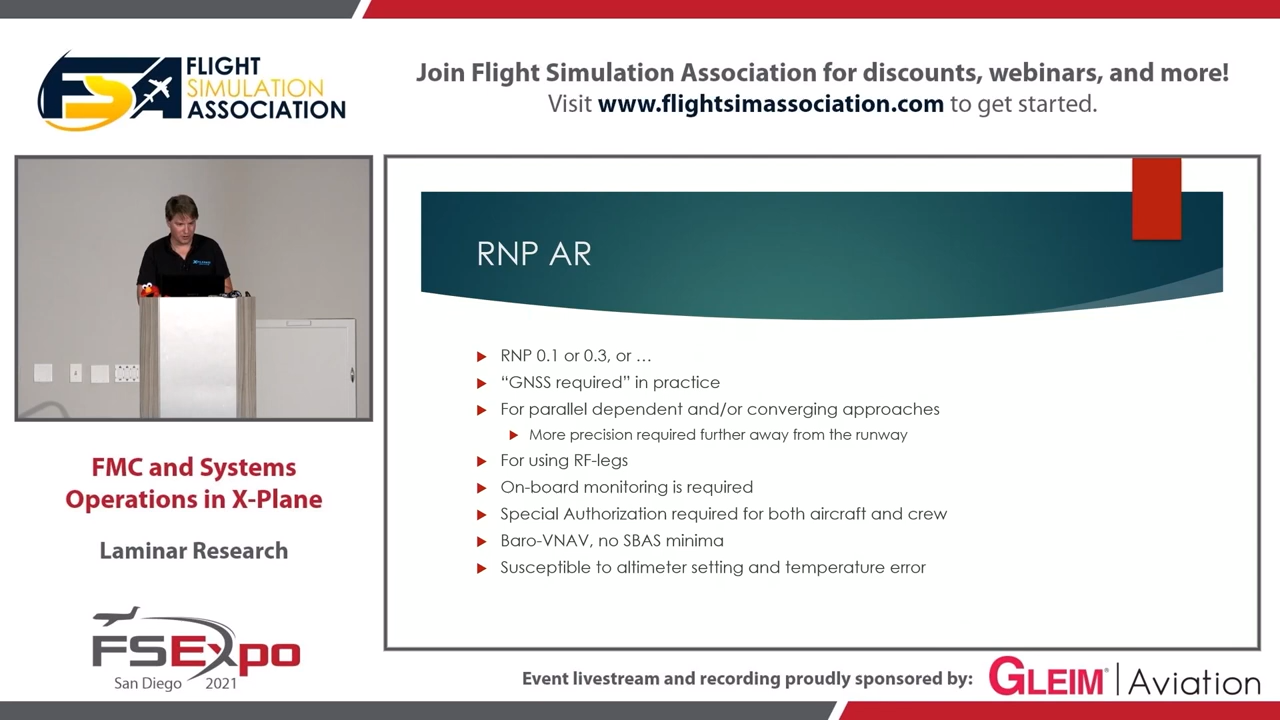 FLIGHT
SIMULATION
ASSOCIATION
FSA
Join Flight Simulation Association for discounts, webinars, and more!
Visit www.flightsimassociation.com to get started.
RNP AR
RNP 0.1 or 0.3, or …
“GNSS required” in practice
For parallel dependent and/or converging approaches
More precision required further away from the runway
For using RF-legs
On-board monitoring is required
Special Authorization required for both aircraft and crew
Baro-VNAV, no SBAS minima
Susceptible to altimeter setting and temperature error
FMC and Systems
Operations in X-Plane
Laminar Research
FSExpo
San Diego 2021
Event livestream and recording proudly sponsored by:
GLEIM® | Aviation